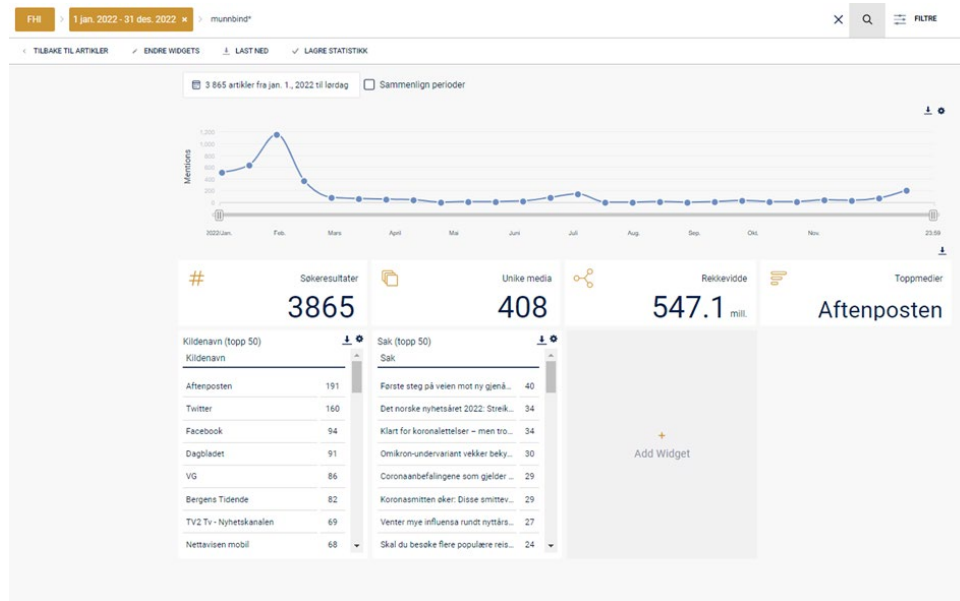 FHI > 1 jan. 2022 - 31 des. 2022 × > munnbind* FILTRE
‹ TILBAKE TIL ARTIKLER ENDRE WIDGETS LAST NED LAGRE STATISTIKK
3 865 artikler fra jan. 1., 2022 til lørdag Sammenlign perioder
Mentions
1,200
1,000
800
600
400
200
0
2022/Jan. Feb. Mars April Mai Juni Juli Aug. Sep. Okt. Nov. 23:59
# Søkeresultater
3865
Unike media
408
Rekkevidde
547.1 mill.
Toppmedier
Aftenposten
Kildenavn (topp 50)
Kildenavn
Aftenposten 191
Twitter 160
Facebook 94
Dagbladet 91
VG 86
Bergens Tidende 82
TV2 Tv - Nyhetskanalen 69
Nettavisen mobil 68
Sak (topp 50)
Sak
Første steg på veien mot ny gjenå... 40
Det norske nyhetsåret 2022: Streik... 34
Klart for koronalettelser – men tro... 34
Omikron-undervariant vekker beky... 30
Coronaanbefalingene som gjelder ... 29
Koronasmitten øker: Disse smittev... 29
Venter mye influensa rundt nyttårs... 27
Skal du besøke flere populære reis... 24
+
Add Widget